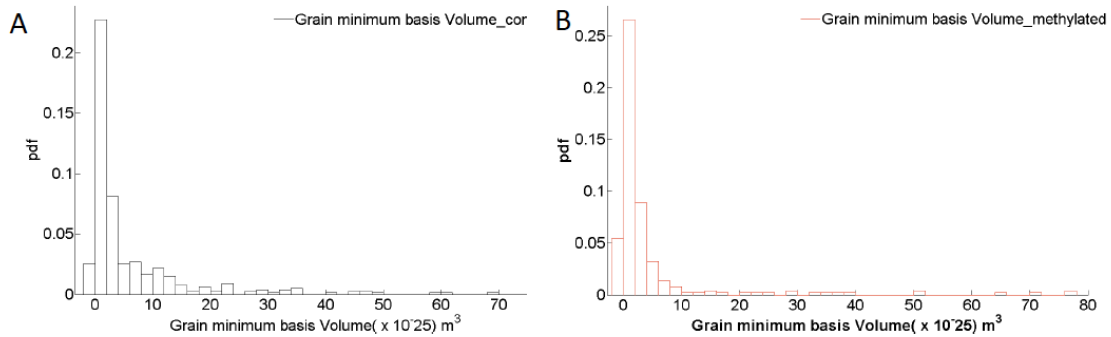 A
Grain minimum basis Volume_cor
0.2
0.15
0.1
0.05
0
pdf
0 10 20 30 40 50 60 70
Grain minimum basis Volume( x 10⁻25) m³
B
Grain minimum basis Volume_methylated
0.25
0.2
0.15
0.1
0.05
0
pdf
0 10 20 30 40 50 60 70 80
Grain minimum basis Volume( x 10⁻25) m³